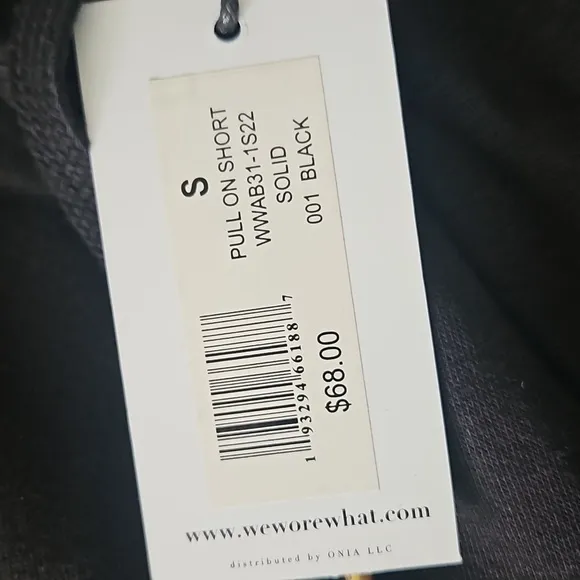 S
PULL ON SHORT
WWAB31-1S22
SOLID
001 BLACK
1 93294 66188 7
$68.00
www.weworewhat.com
distributed by ONIA LLC